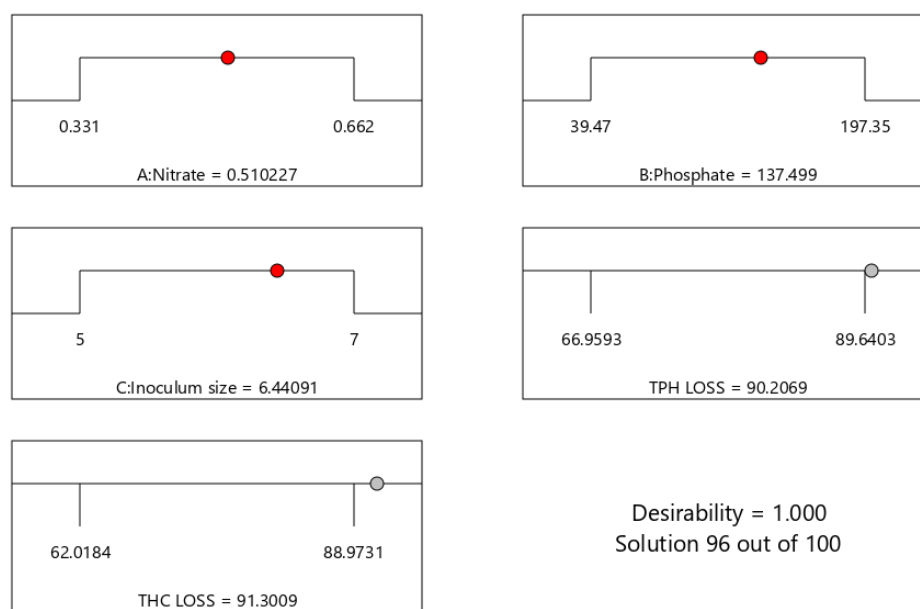 0.331 0.662
A:Nitrate = 0.510227
39.47 197.35
B:Phosphate = 137.499
5 7
C:Inoculum size = 6.44091
66.9593 89.6403
TPH LOSS = 90.2069
62.0184 88.9731
THC LOSS = 91.3009
Desirability = 1.000
Solution 96 out of 100